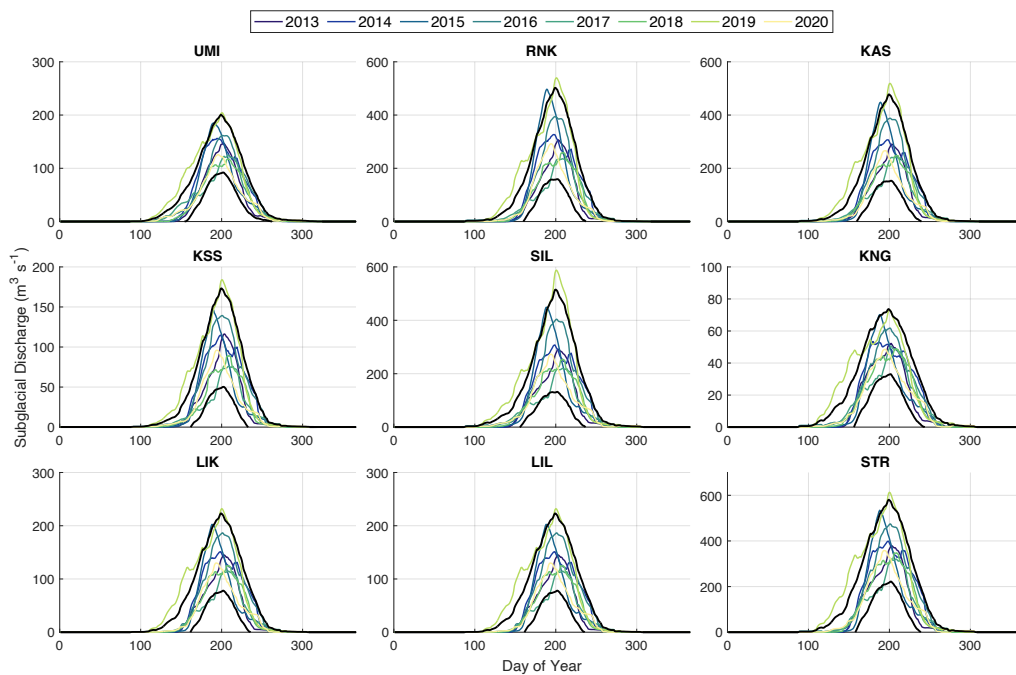 2013 2014 2015 2016 2017 2018 2019 2020
UMI RNK KAS
300 600 600
200 400 400
100 200 200
0 0 0
0 100 200 300 0 100 200 300 0 100 200 300
KSS SIL KNG
200 600 100
150 400 80
100 200 60
50 0 40
0 20
0
0 100 200 300 0 100 200 300 0 100 200 300
LIK LIL STR
300 300 600
200 200 400
100 100 200
0 0 0
0 100 200 300 0 100 200 300 0 100 200 300
Subglacial Discharge (m³ s⁻¹)
Day of Year